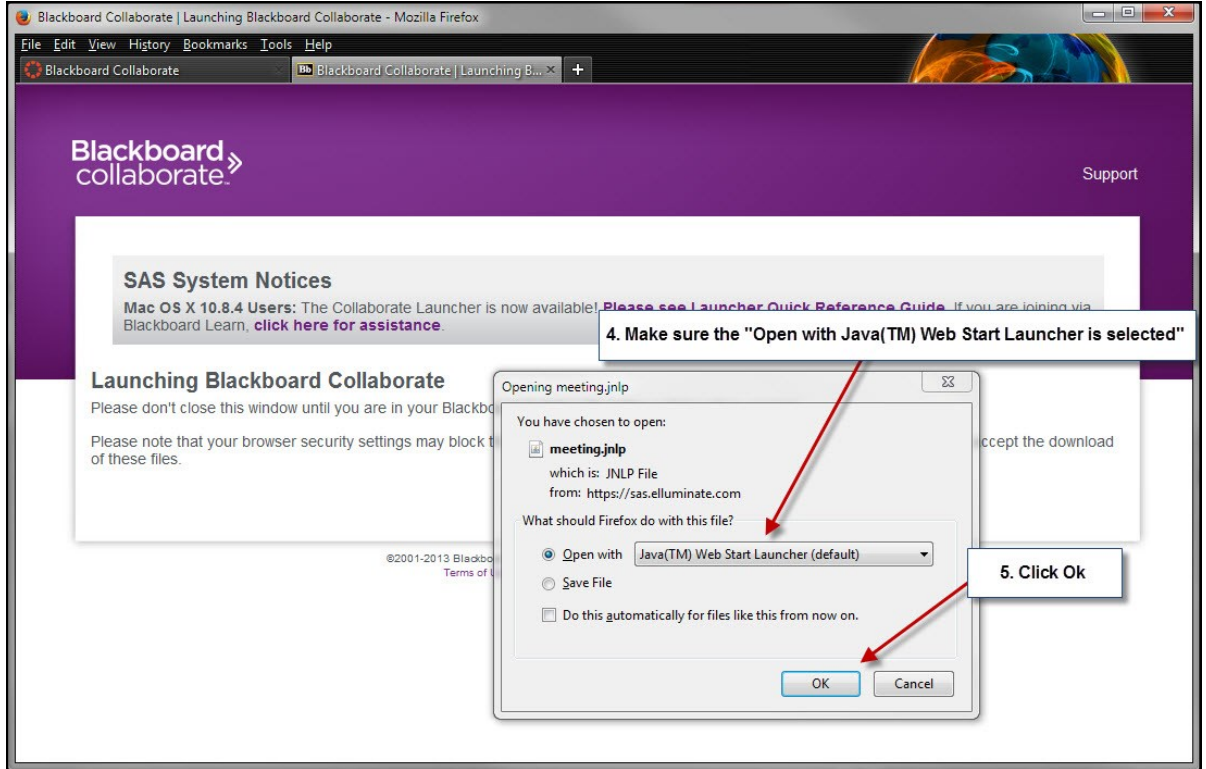 Blackboard Collaborate | Launching Blackboard Collaborate - Mozilla Firefox
File Edit View History Bookmarks Tools Help
Blackboard Collaborate
Bb Blackboard Collaborate | Launching B... × +
Blackboard
collaborate™
Support
SAS System Notices
Mac OS X 10.8.4 Users: The Collaborate Launcher is now available! Please see Launcher Quick Reference Guide. If you are joining via
Blackboard Learn, click here for assistance.
4. Make sure the "Open with Java(TM) Web Start Launcher is selected"
Launching Blackboard Collaborate
Please don't close this window until you are in your Blackbo
Please note that your browser security settings may block t
ccept the download
of these files.
Opening meeting.jnlp
You have chosen to open:
meeting.jnlp
which is: JNLP File
from: https://sas.elluminate.com
What should Firefox do with this file?
Open with Java(TM) Web Start Launcher (default)
Save File
Do this automatically for files like this from now on.
OK Cancel
5. Click Ok
©2001-2013 Blackbo
Terms of